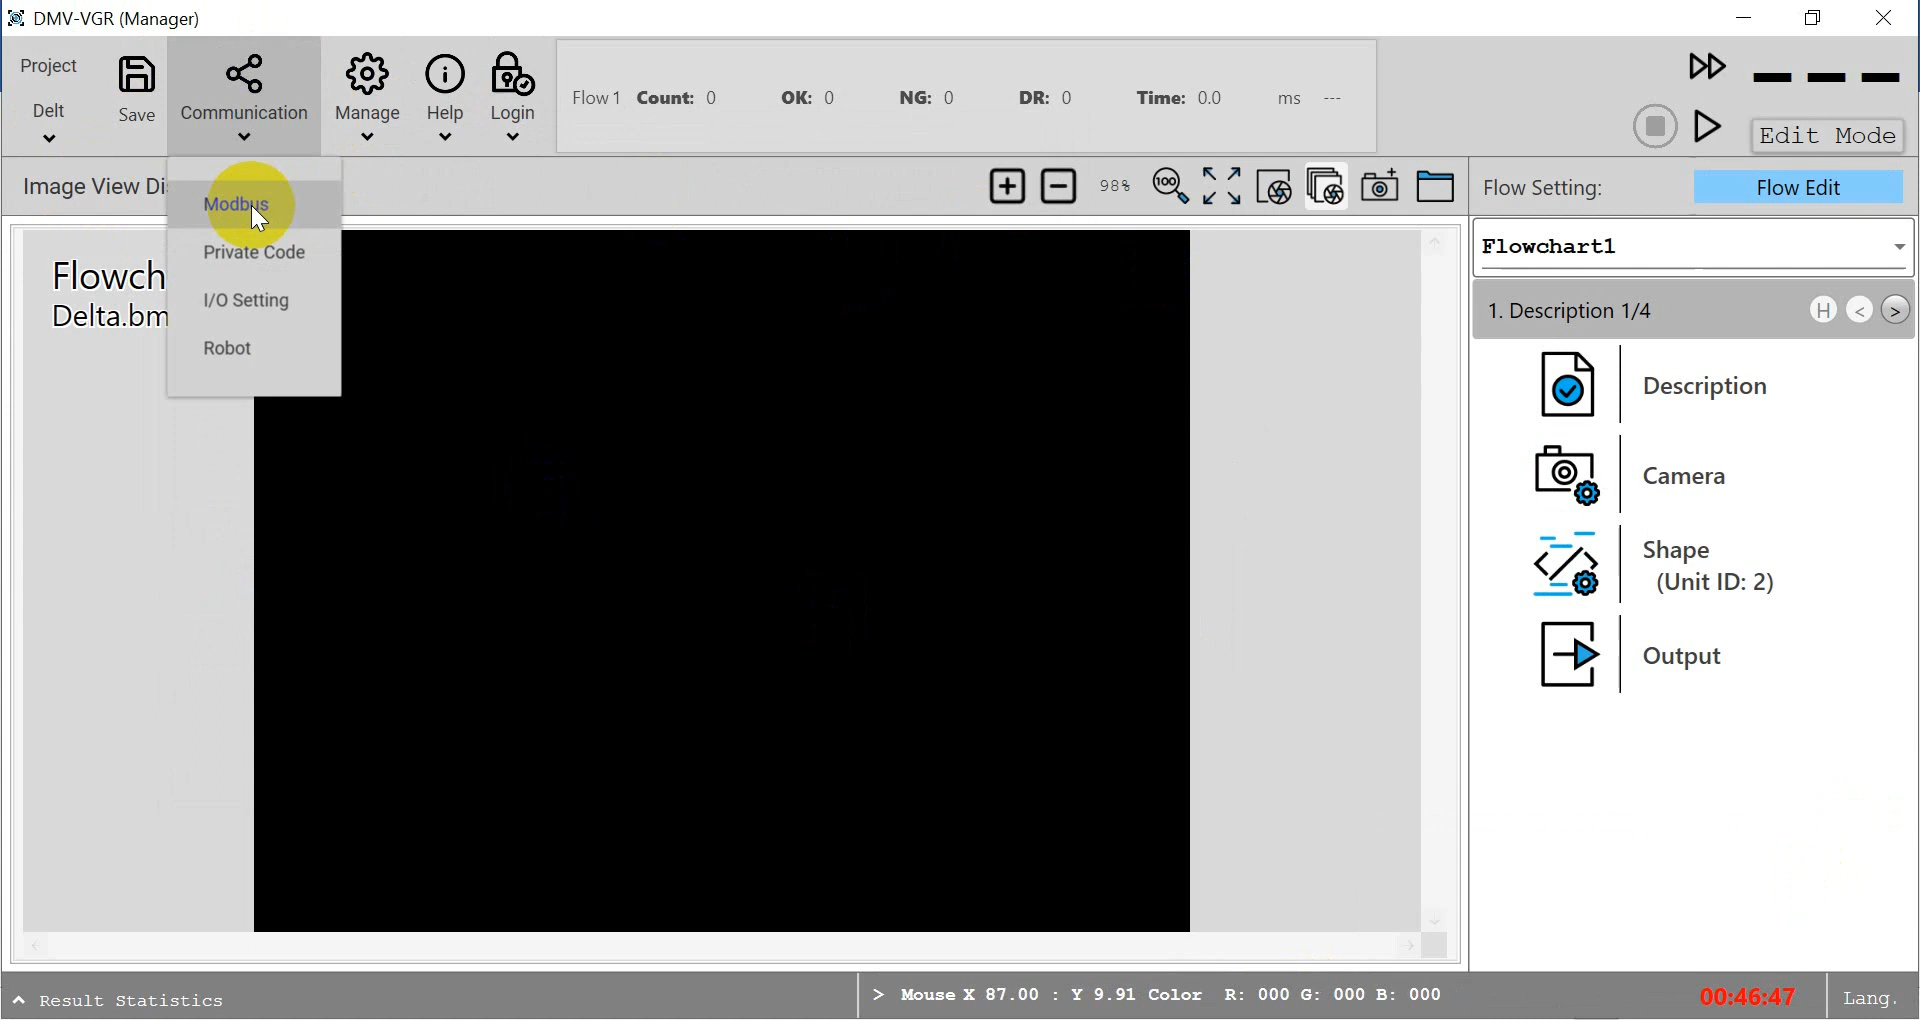 DMV-VGR (Manager)
Project
Delt
Save
Communication
Manage
Help
Login
Flow 1 Count: 0 OK: 0 NG: 0 DR: 0 Time: 0.0 ms ---
Edit Mode
Image View Di
98%
100
Flow Setting:
Flow Edit
Modbus
Private Code
I/O Setting
Robot
Flowch
Delta.bm
Flowchart1
1. Description 1/4
H < >
Description
Camera
Shape
(Unit ID: 2)
Output
Result Statistics
> Mouse X 87.00 : Y 9.91 Color R: 000 G: 000 B: 000
00:46:47
Lang.